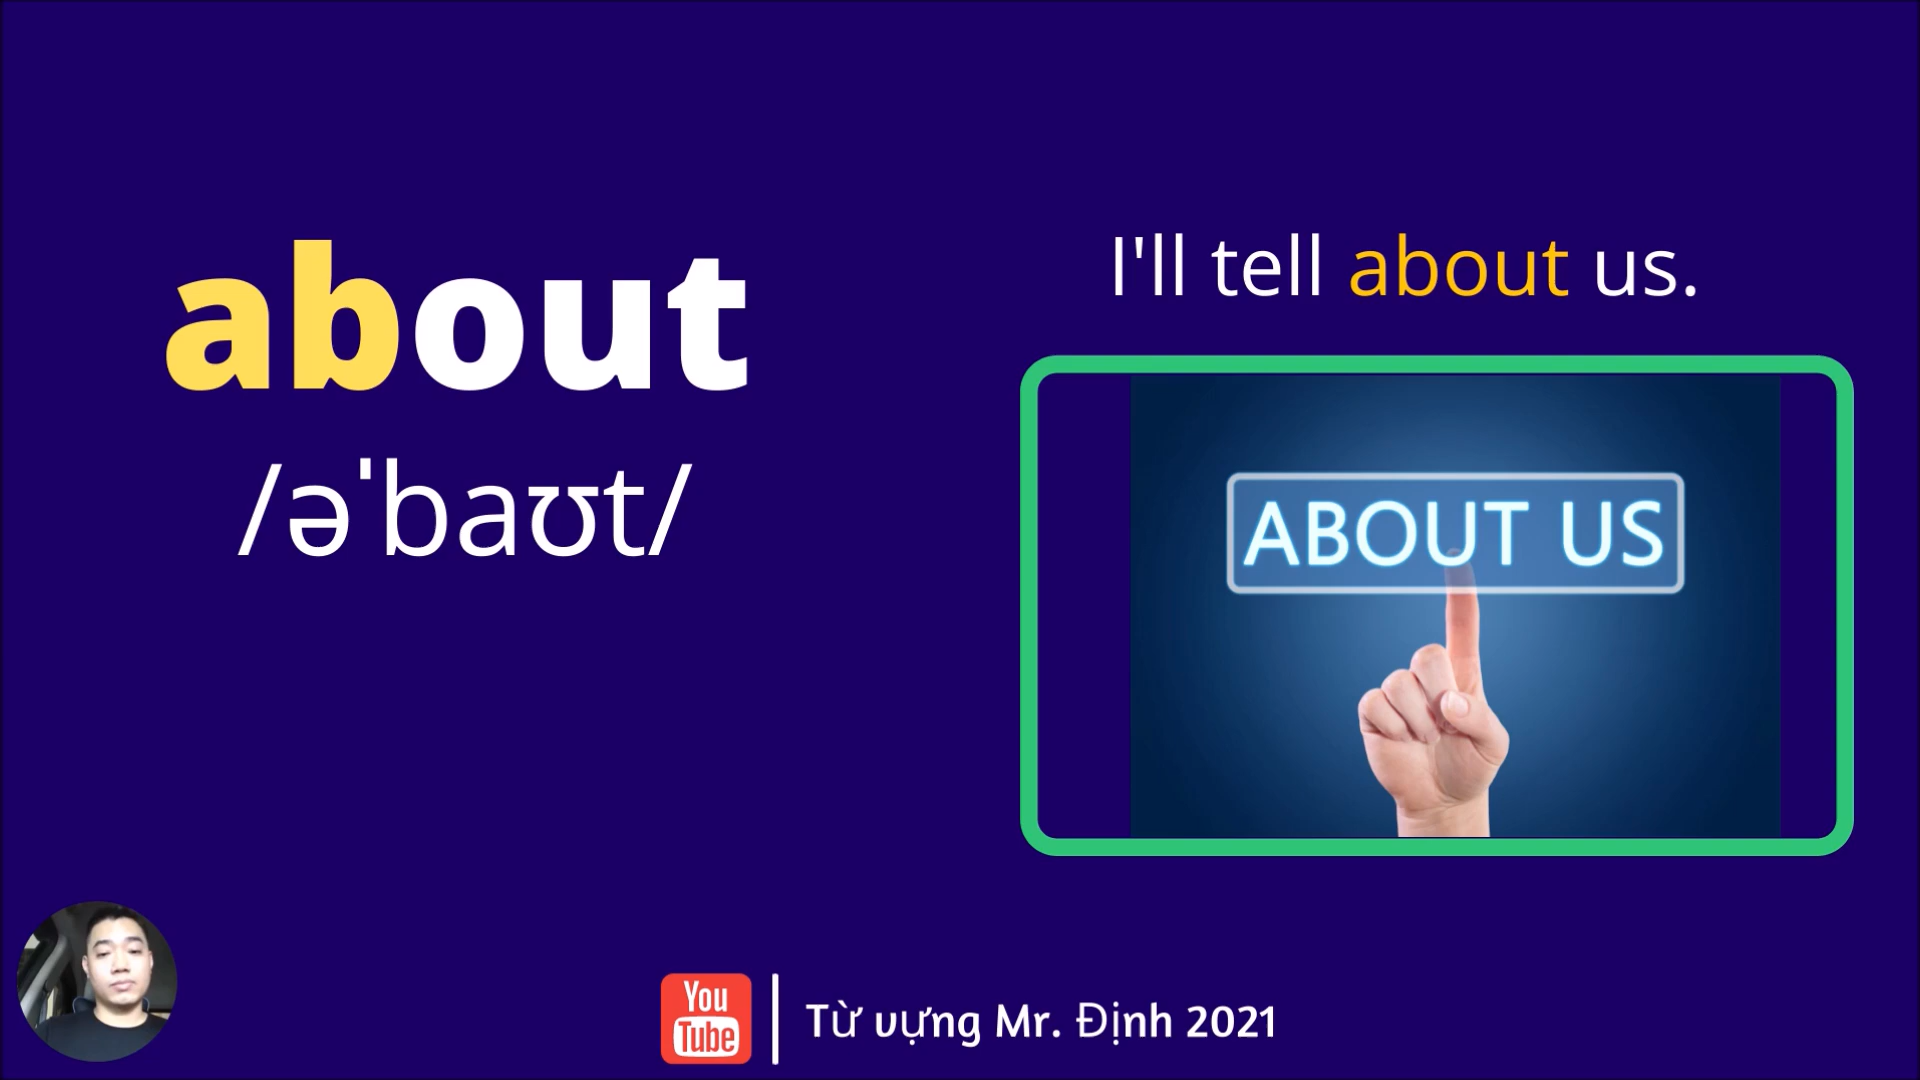 about
/əˈbaʊt/
I'll tell about us.
ABOUT US
You
Tube
Từ vựng Mr. Định 2021